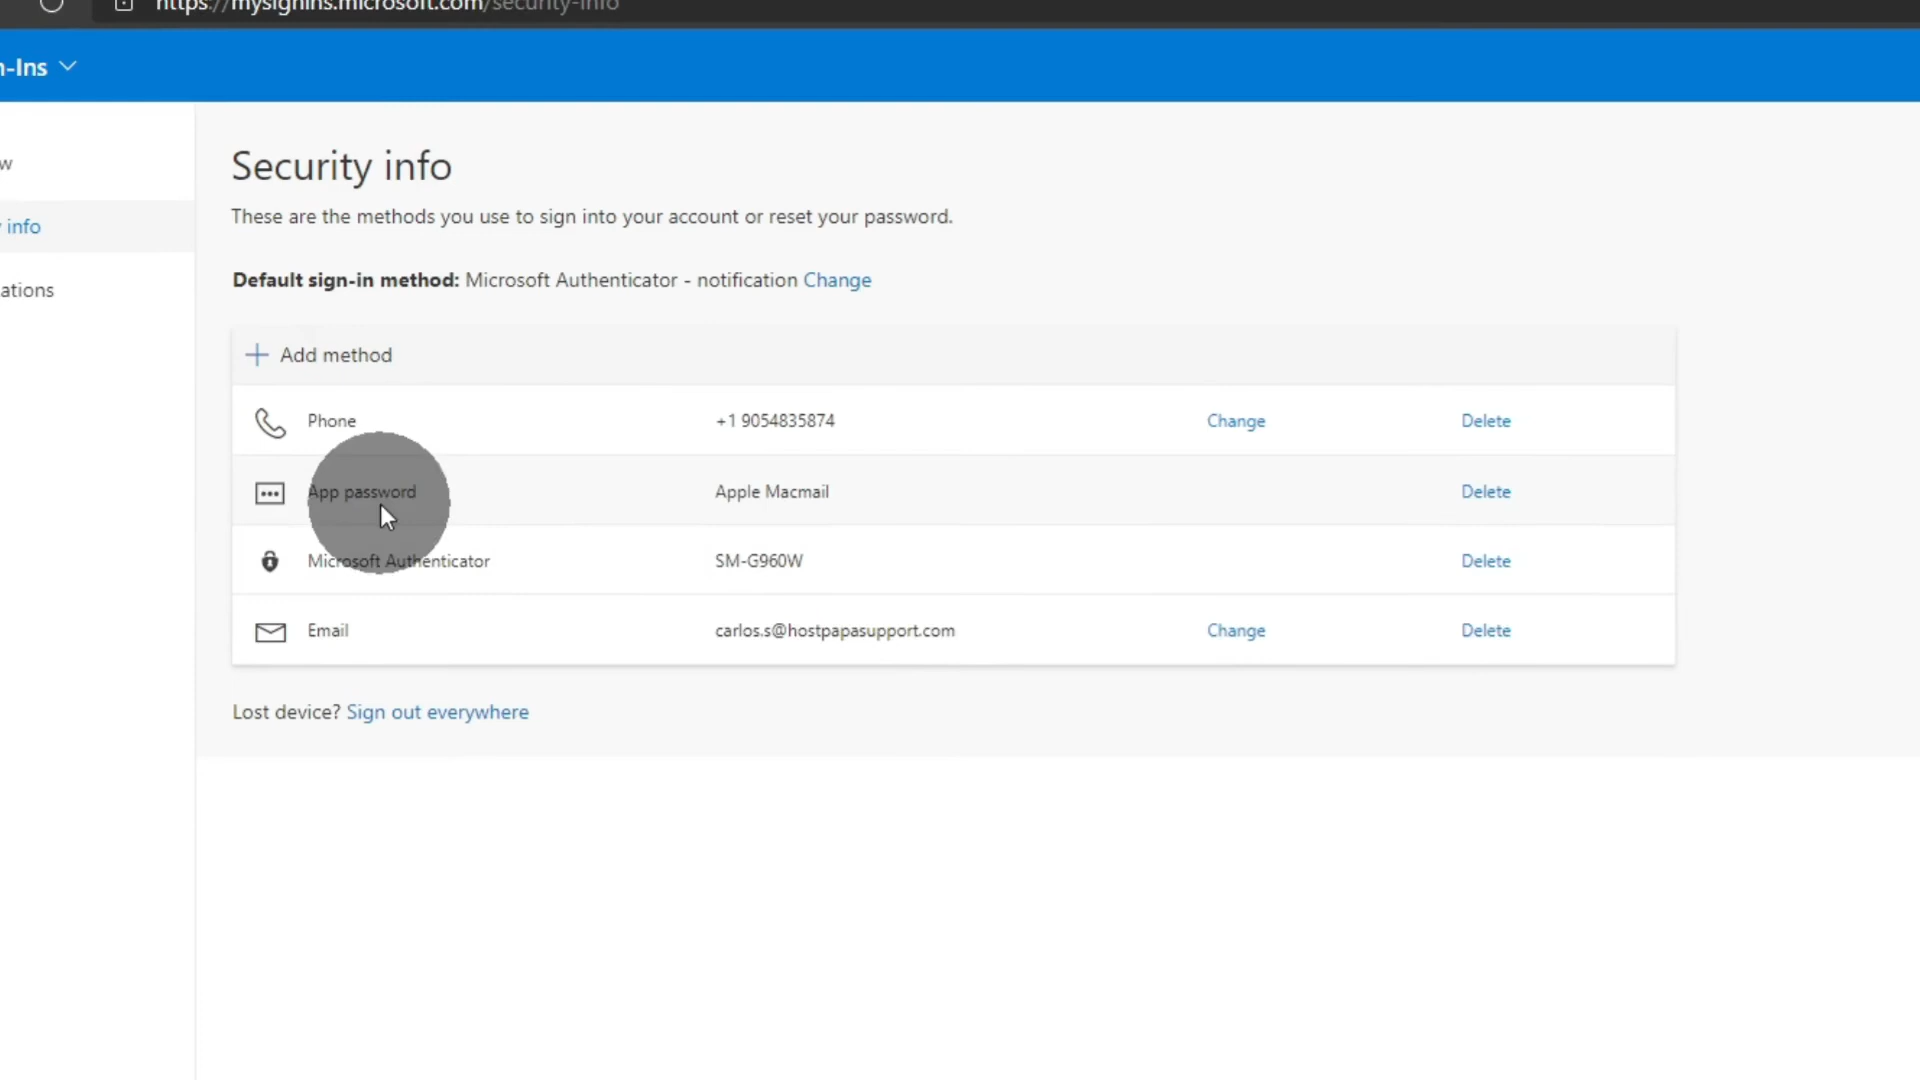 https://mysignins.microsoft.com/security-info
n-Ins
w
info
ations
Security info
These are the methods you use to sign into your account or reset your password.
Default sign-in method: Microsoft Authenticator - notification Change
Add method
Phone +1 9054835874 Change Delete
App password Apple Macmail Delete
Microsoft Authenticator SM-G960W Delete
Email carlos.s@hostpapasupport.com Change Delete
Lost device? Sign out everywhere